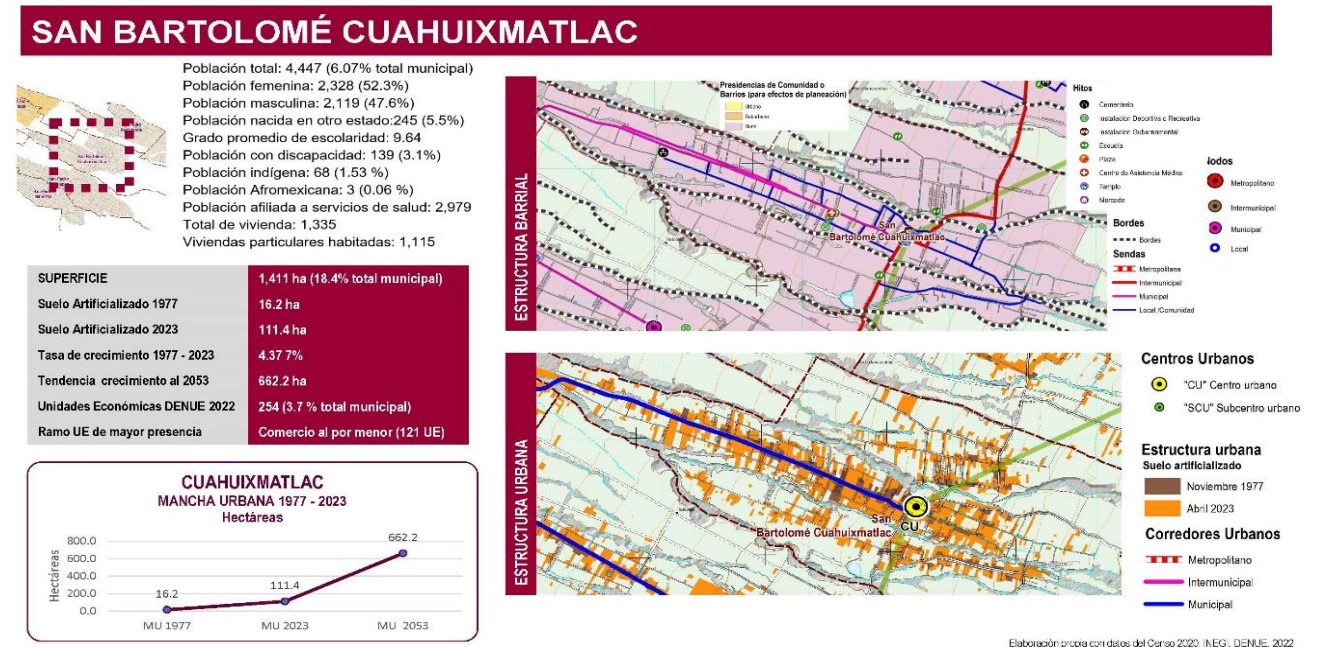 SAN BARTOLOMÉ CUAHUIXMATLAC
Población total: 4,447 (6.07% total municipal)
Población femenina: 2,328 (52.3%)
Población masculina: 2,119 (47.6%)
Población nacida en otro estado:245 (5.5%)
Grado promedio de escolaridad: 9.64
Población con discapacidad: 139 (3.1%)
Población indígena: 68 (1.53 %)
Población Afromexicana: 3 (0.06 %)
Población afiliada a servicios de salud: 2,979
Total de vivienda: 1,335
Viviendas particulares habitadas: 1,115
SUPERFICIE 1,411 ha (18.4% total municipal)
Suelo Artificializado 1977 16.2 ha
Suelo Artificializado 2023 111.4 ha
Tasa de crecimiento 1977 - 2023 4.37 7%
Tendencia crecimiento al 2053 662.2 ha
Unidades Económicas DENUE 2022 254 (3.7 % total municipal)
Ramo UE de mayor presencia Comercio al por menor (121 UE)
CUAHUIXMATLAC
MANCHA URBANA 1977 - 2023
Hectáreas
Hectáreas
800.0
600.0
400.0
200.0
0.0
16.2
111.4
662.2
MU 1977
MU 2023
MU 2053
ESTRUCTURA BARRIAL
Presidencias de Comunidad o
Barrios (para efectos de planeación)
Urbano
Suburbano
Rural
San
Bartolomé Cuahuixmatlac
Hitos
Cementerio
Instalación Deportiva o Recreativa
Instalación Gubernamental
Escuela
Plaza
Centro de Asistencia Médica
Templo
Mercado
Bordes
Bordes
Sendas
Metropolitana
Intermunicipal
Municipal
Local /Comunidad
Nodos
Metropolitano
Intermunicipal
Municipal
Local
ESTRUCTURA URBANA
San
Bartolomé Cuahuixmatlac
CU
Centros Urbanos
"CU" Centro urbano
"SCU" Subcentro urbano
Estructura urbana
Suelo artificializado
Noviembre 1977
Abril 2023
Corredores Urbanos
Metropolitano
Intermunicipal
Municipal
Elaboración propia con datos del Censo 2020 INEGI, DENUE, 2022